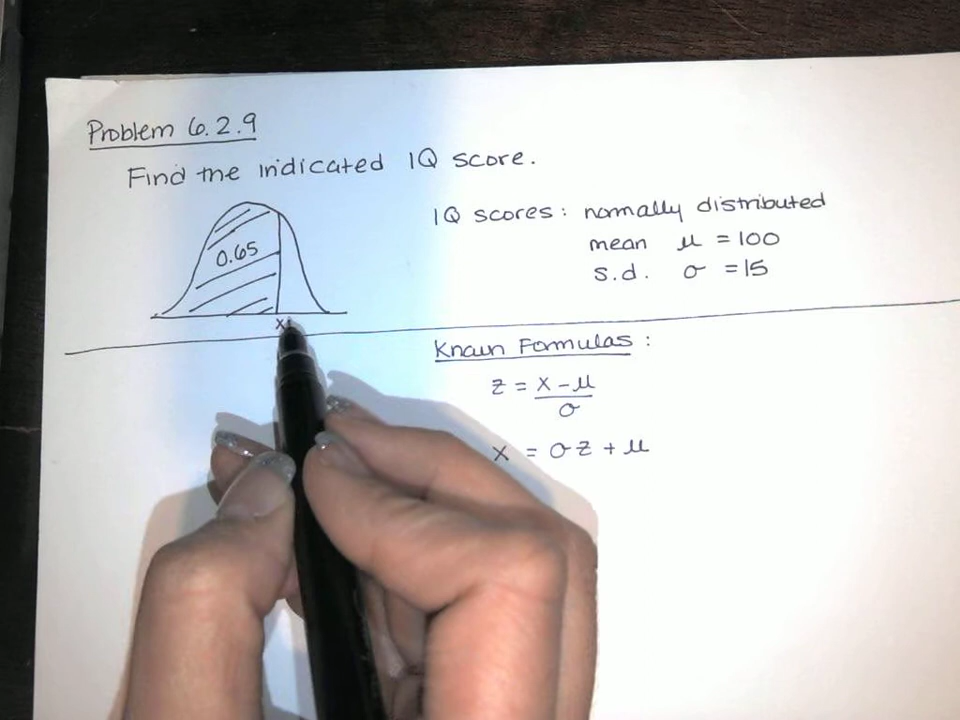 Problem 6.2.9
Find the indicated IQ score.
0.65
x
IQ scores: normally distributed
mean μ = 100
s.d. σ = 15
Known Formulas:
z = x - μ
σ
x = σz + μ